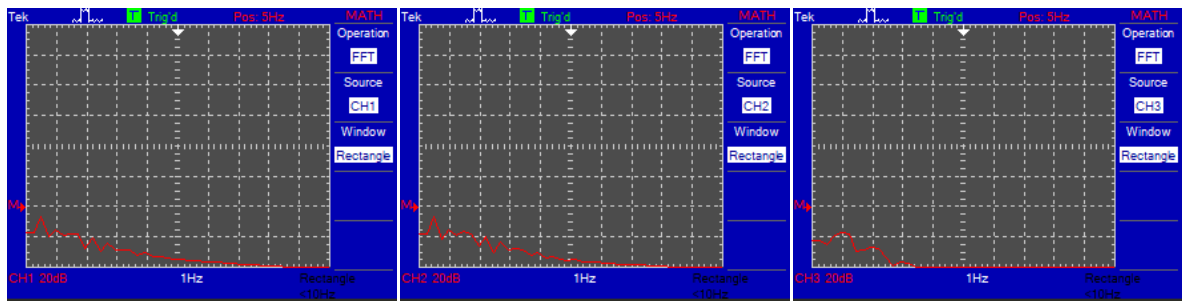 Tek T Trig'd Pos: 5Hz MATH
Operation
FFT
Source
CH1
Window
Rectangle
M
CH1 20dB 1Hz Rectangle
<10Hz
Tek T Trig'd Pos: 5Hz MATH
Operation
FFT
Source
CH2
Window
Rectangle
M
CH2 20dB 1Hz Rectangle
<10Hz
Tek T Trig'd Pos: 5Hz MATH
Operation
FFT
Source
CH3
Window
Rectangle
M
CH3 20dB 1Hz Rectangle
<10Hz